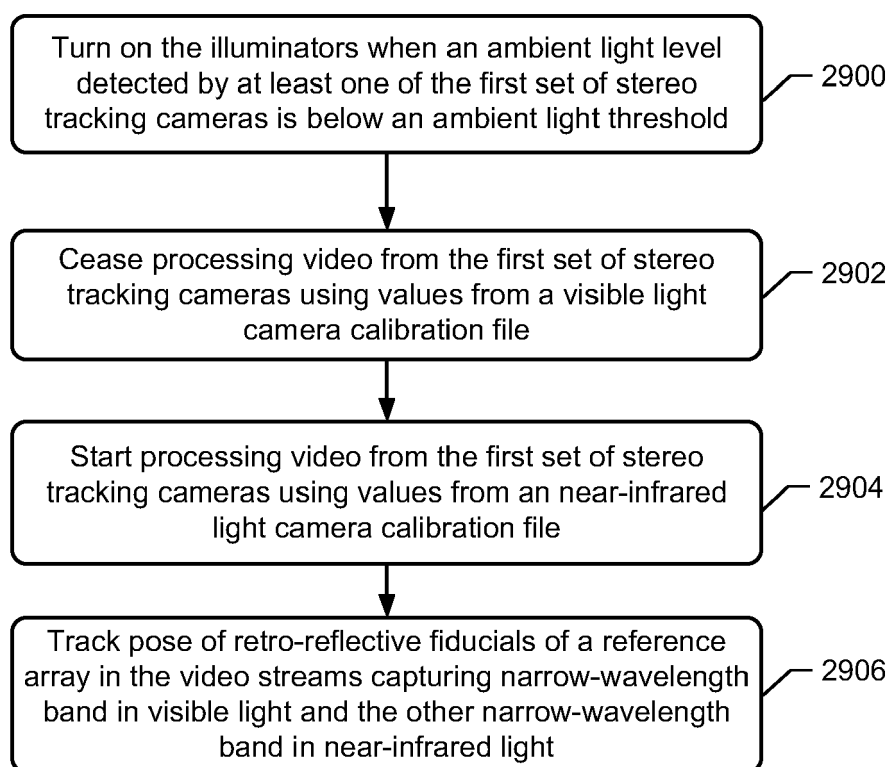 Turn on the illuminators when an ambient light level
detected by at least one of the first set of stereo
tracking cameras is below an ambient light threshold
2900
Cease processing video from the first set of stereo
tracking cameras using values from a visible light
camera calibration file
2902
Start processing video from the first set of stereo
tracking cameras using values from an near-infrared
light camera calibration file
2904
Track pose of retro-reflective fiducials of a reference
array in the video streams capturing narrow-wavelength
band in visible light and the other narrow-wavelength
band in near-infrared light
2906